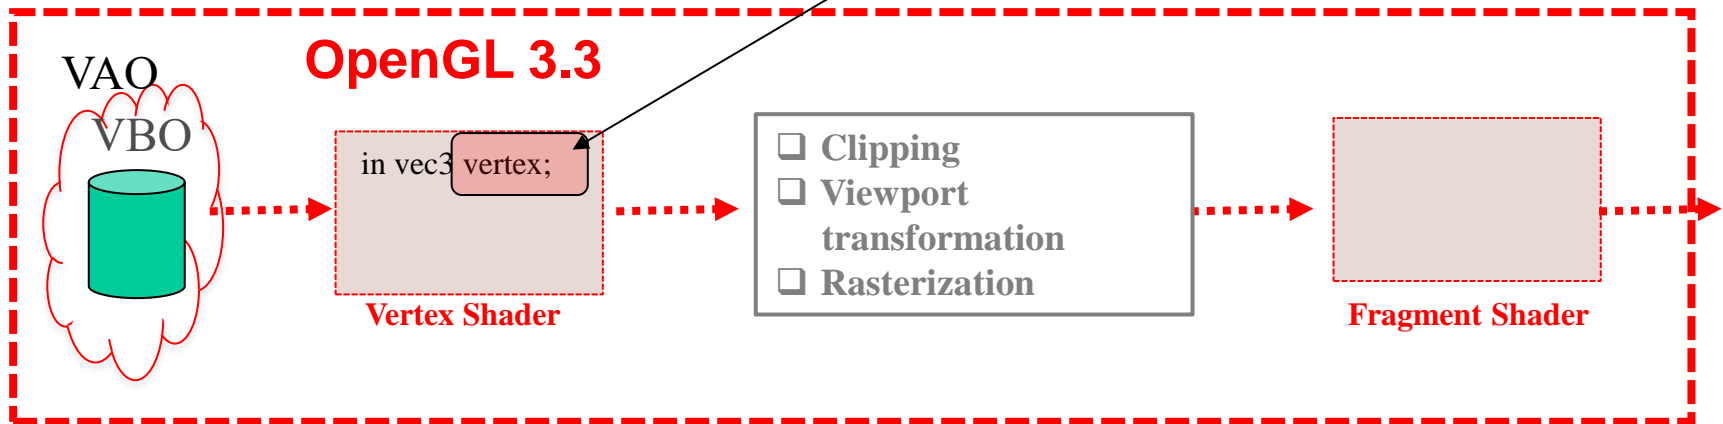 OpenGL 3.3
VAO
VBO
in vec3 vertex;
Vertex Shader
❑ Clipping
❑ Viewport
transformation
❑ Rasterization
Fragment Shader